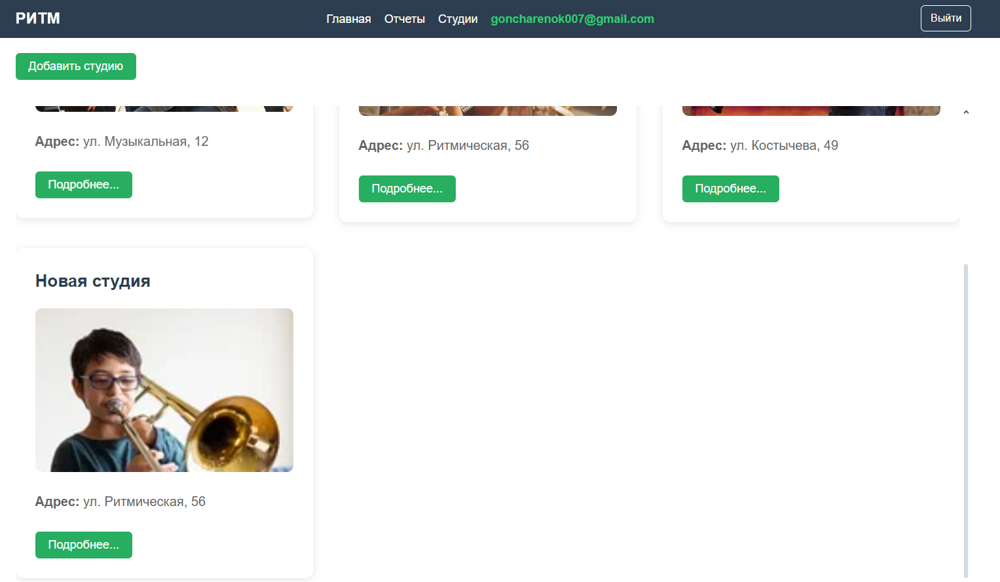 РИТМ
Главная Отчеты Студии goncharenok007@gmail.com
Выйти
Добавить студию
Адрес: ул. Музыкальная, 12
Подробнее...
Адрес: ул. Ритмическая, 56
Подробнее...
Адрес: ул. Костычева, 49
Подробнее...
Новая студия
Адрес: ул. Ритмическая, 56
Подробнее...